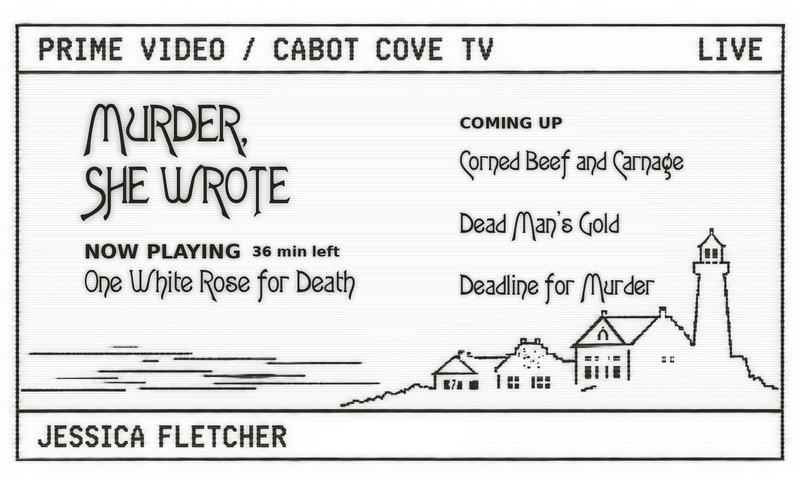 PRIME VIDEO / CABOT COVE TV
LIVE
MURDER,
SHE WROTE
NOW PLAYING 36 min left
One White Rose for Death
COMING UP
Corned Beef and Carnage
Dead Man's Gold
Deadline for Murder
JESSICA FLETCHER